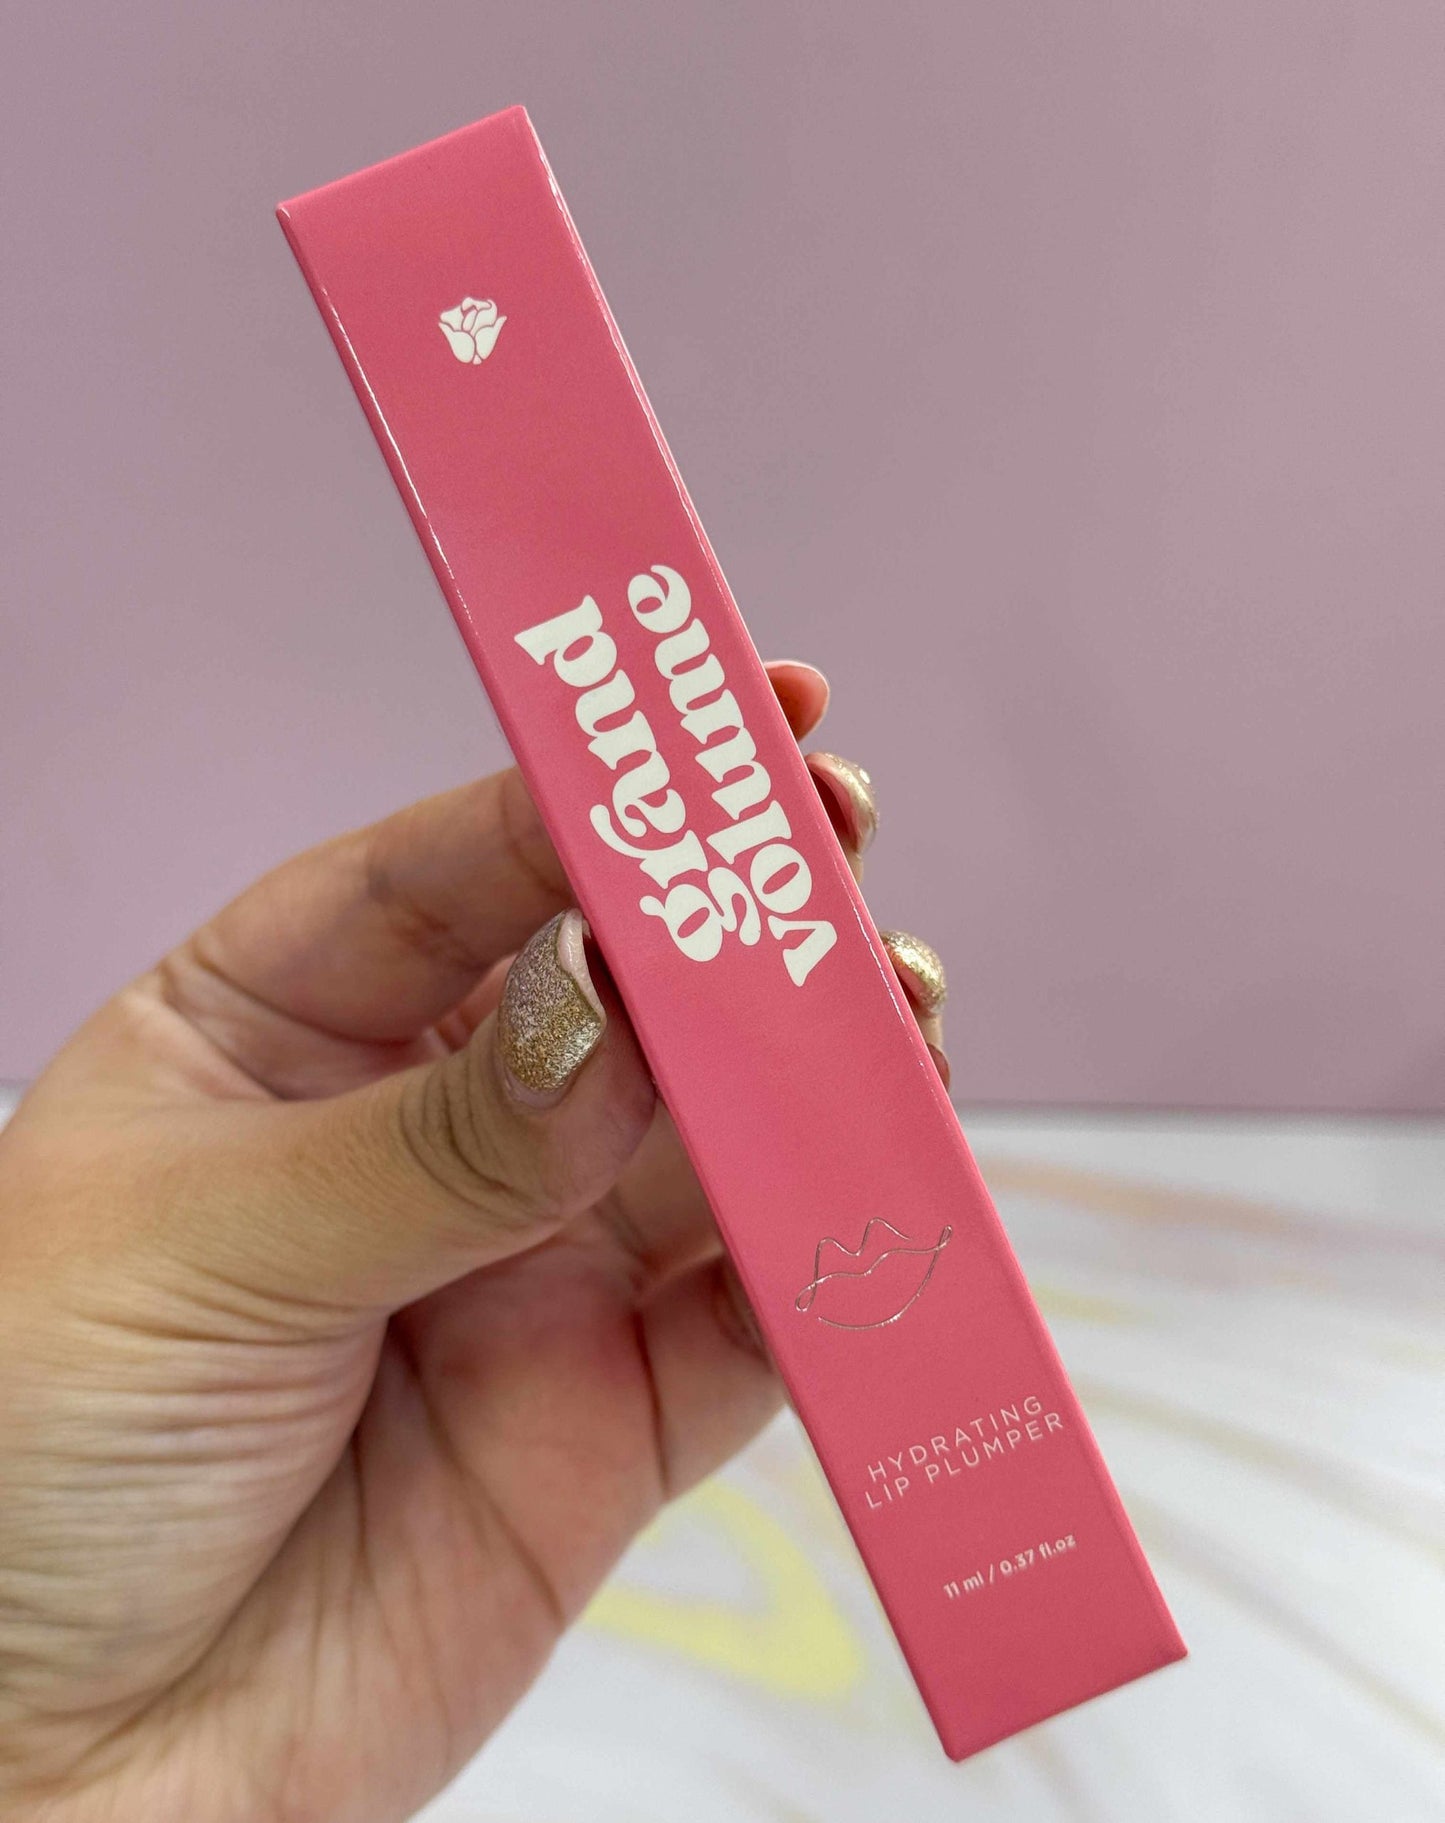 grand
volume
HYDRATING
LIP PLUMPER
11 ml / 0.37 fl.oz